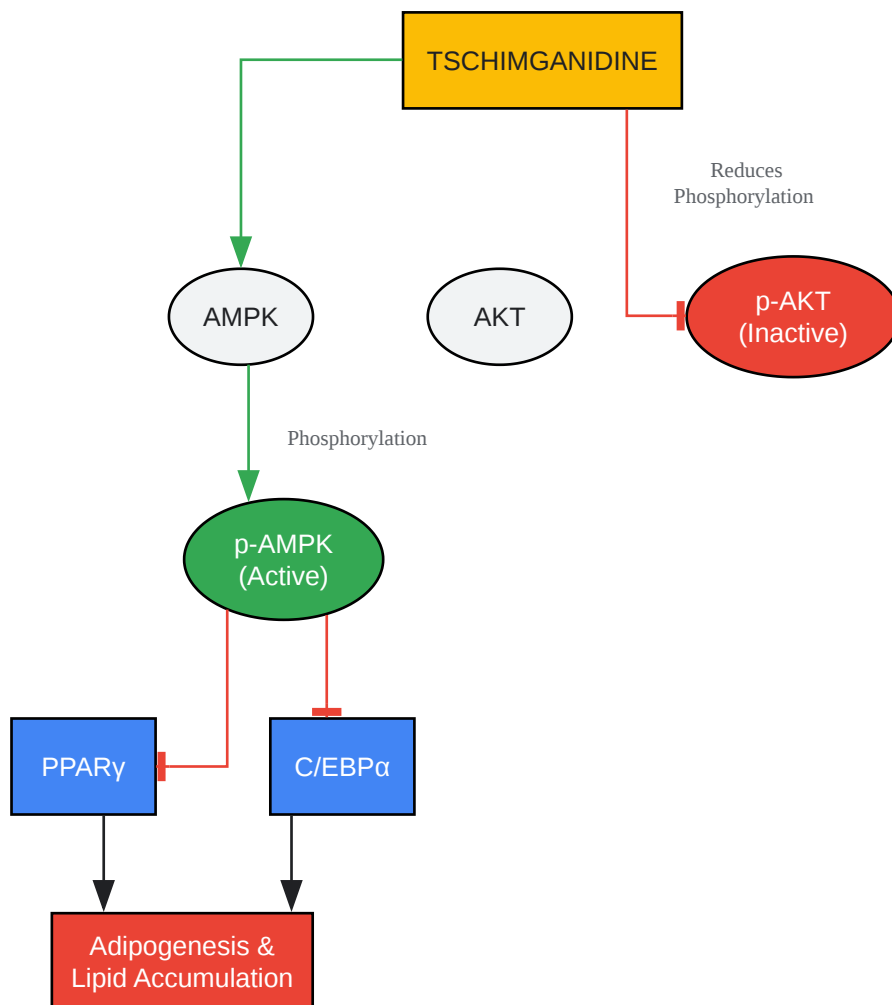 TSCHIMGANIDINE
Reduces
Phosphorylation
AMPK
AKT
p-AKT
(Inactive)
Phosphorylation
p-AMPK
(Active)
PPARγ
C/EBPα
Adipogenesis &
Lipid Accumulation